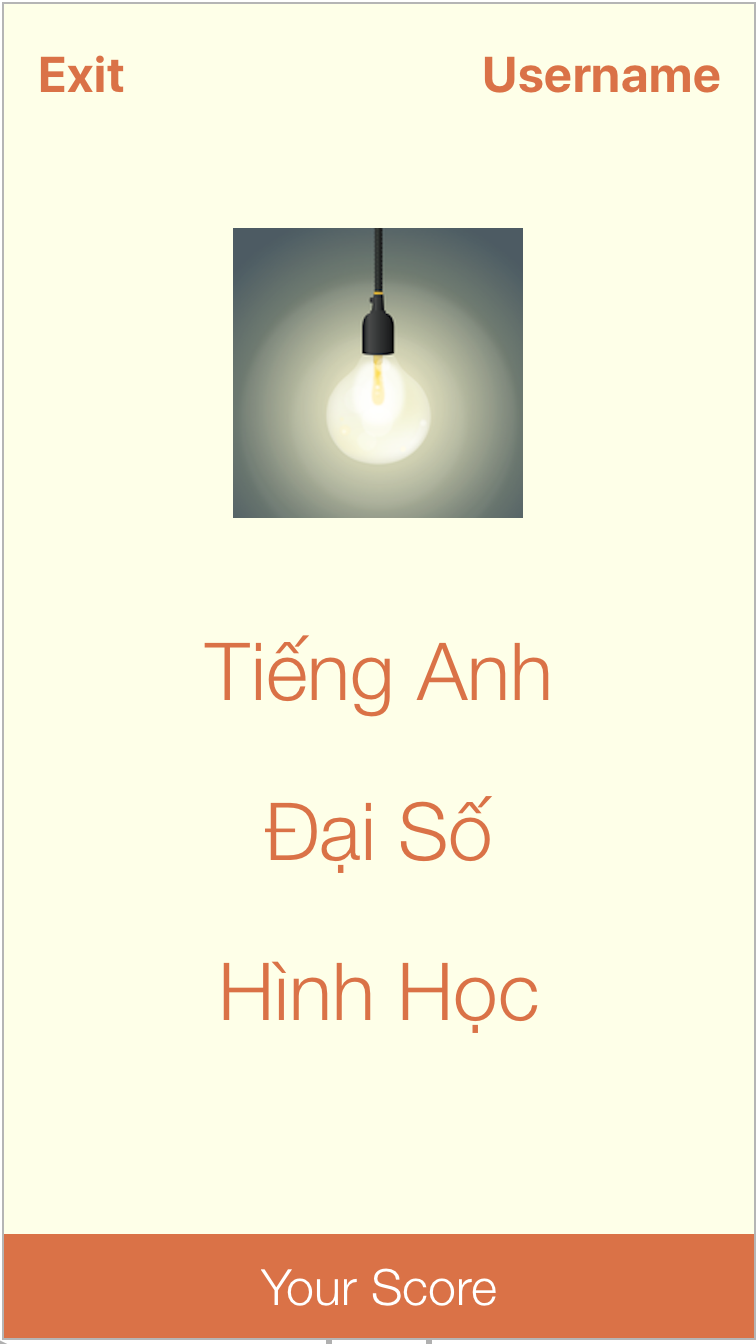 Exit
Username
Tiếng Anh
Đại Số
Hình Học
Your Score